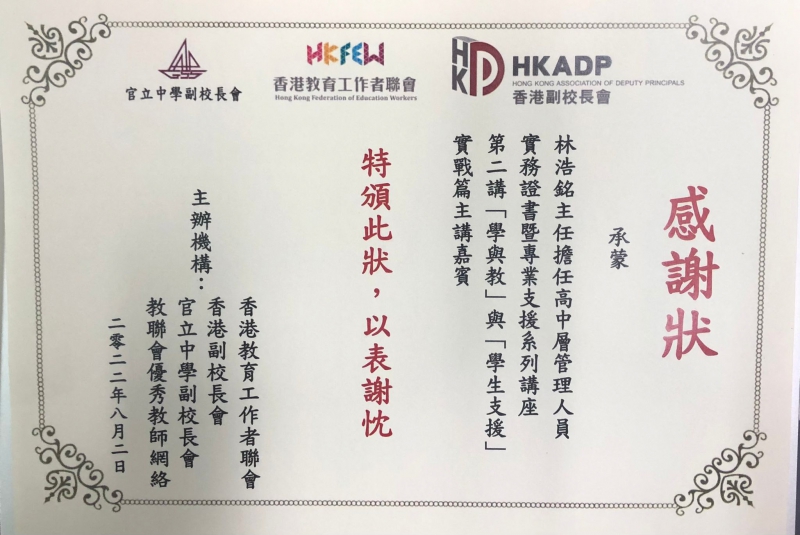 官立中學副校長會
HKFEW
香港教育工作者聯會
Hong Kong Federation of Education Workers
HKD
HKADP
HONG KONG ASSOCIATION OF DEPUTY PRINCIPALS
香港副校長會
感謝狀
承蒙
林浩銘主任擔任高中層管理人員
實務證書暨專業支援系列講座
第二講「學與教」與「學生支援」
實戰篇主講嘉賓
特頒此狀，以表謝忱
主辦機構：
香港教育工作者聯會
香港副校長會
官立中學副校長會
教聯會優秀教師網絡
二零二二年八月二日